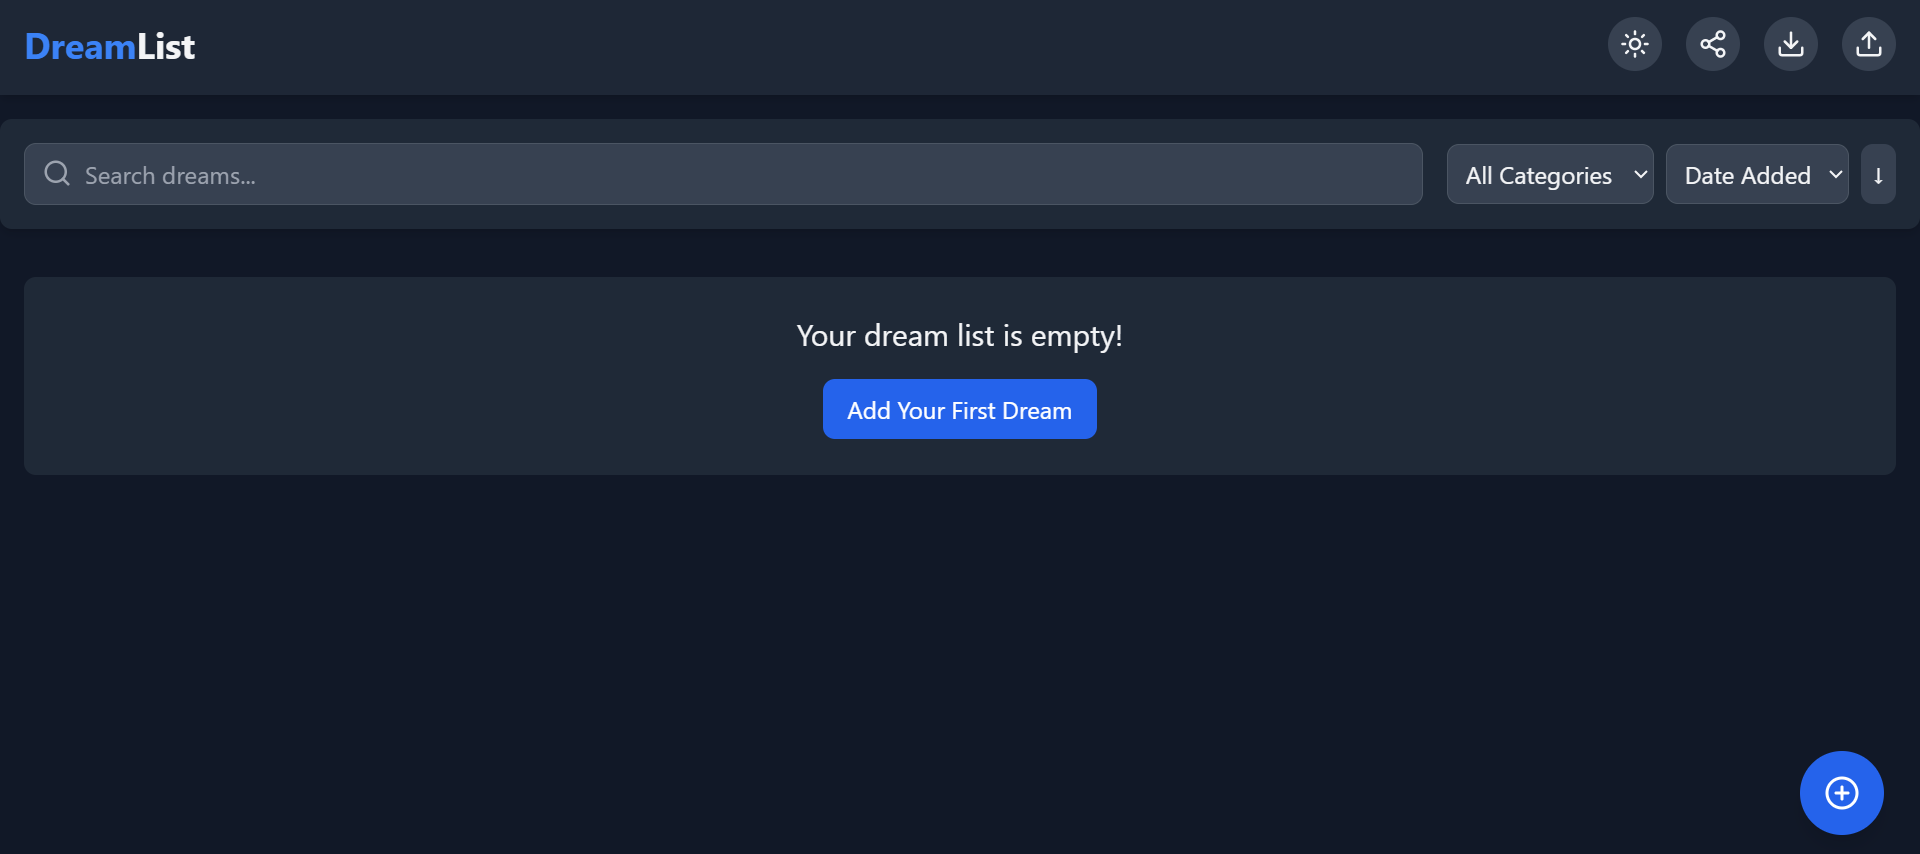 DreamList
Search dreams...
All Categories
Date Added
↓
Your dream list is empty!
Add Your First Dream